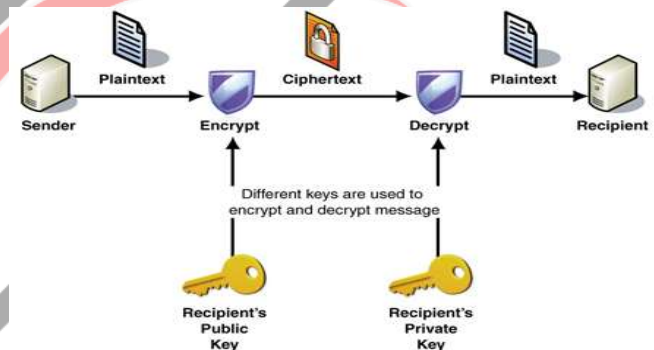 Plaintext
Ciphertext
Plaintext
Sender
Encrypt
Decrypt
Recipient
Different keys are used to
encrypt and decrypt message
Recipient's
Public
Key
Recipient's
Private
Key